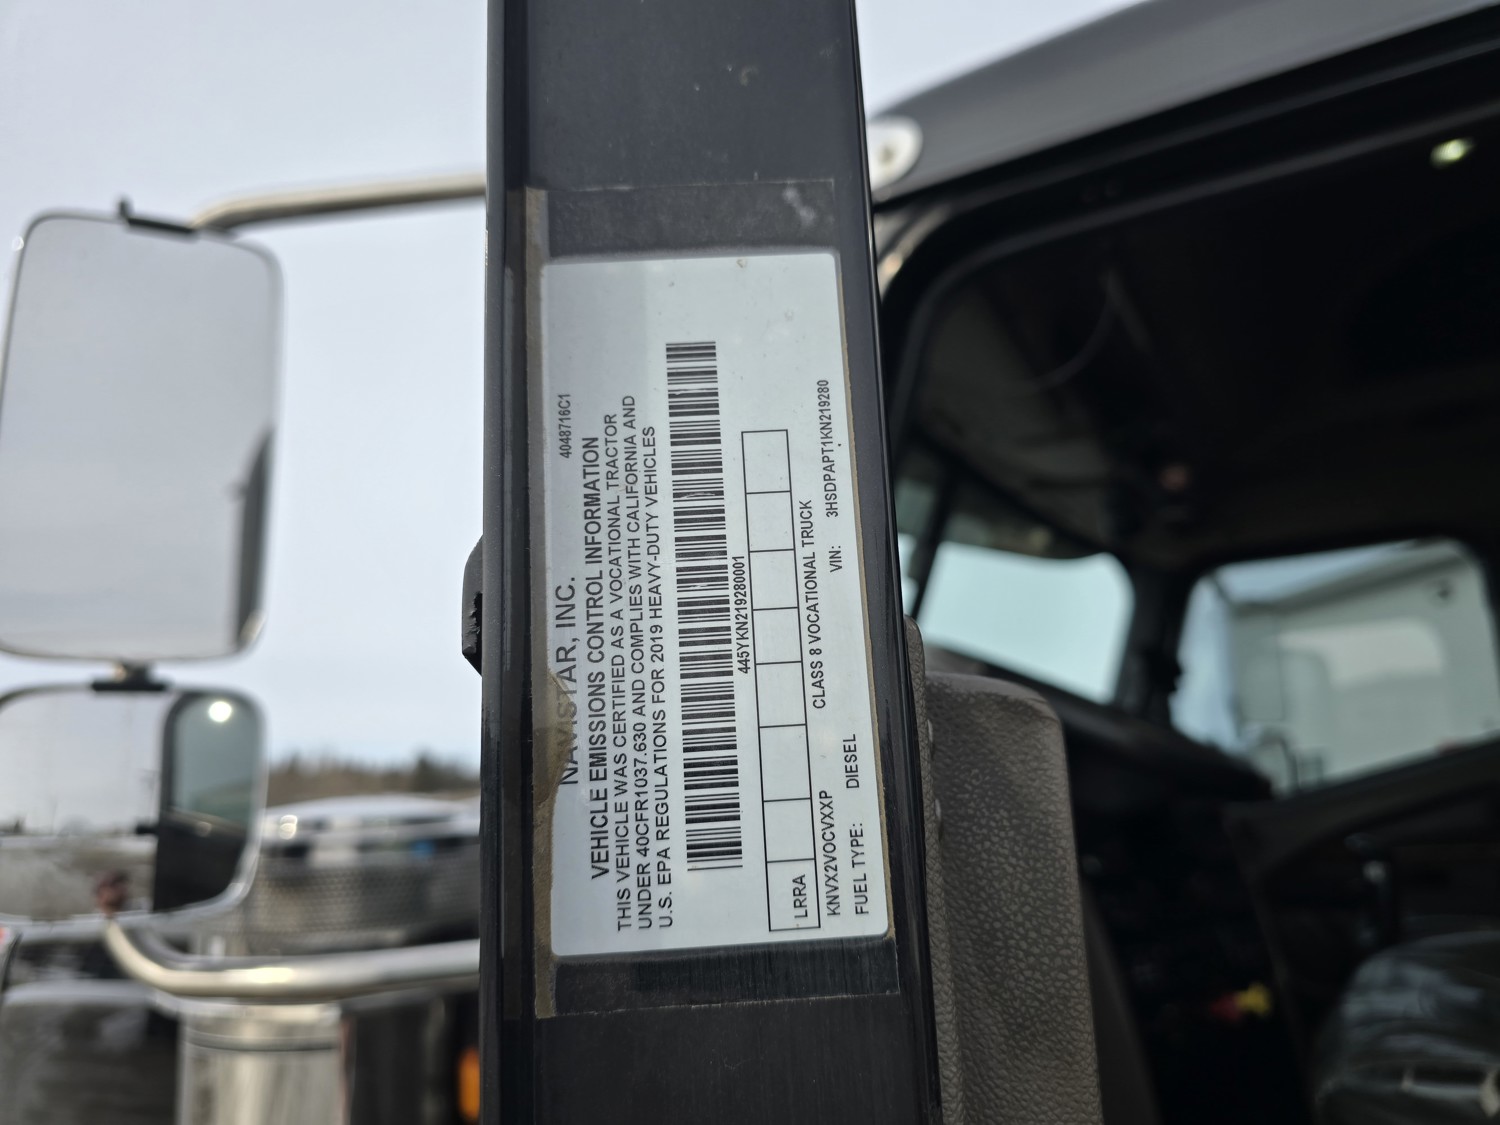 4048716C1
NAVISTAR, INC.
VEHICLE EMISSIONS CONTROL INFORMATION
THIS VEHICLE WAS CERTIFIED AS A VOCATIONAL TRACTOR
UNDER 40CFR1037.630 AND COMPLIES WITH CALIFORNIA AND
U.S. EPA REGULATIONS FOR 2019 HEAVY-DUTY VEHICLES
445YKN219280001
LRRA
KNVX2VOCVXXP CLASS 8 VOCATIONAL TRUCK
FUEL TYPE: DIESEL VIN: 3HSDPAPT1KN219280